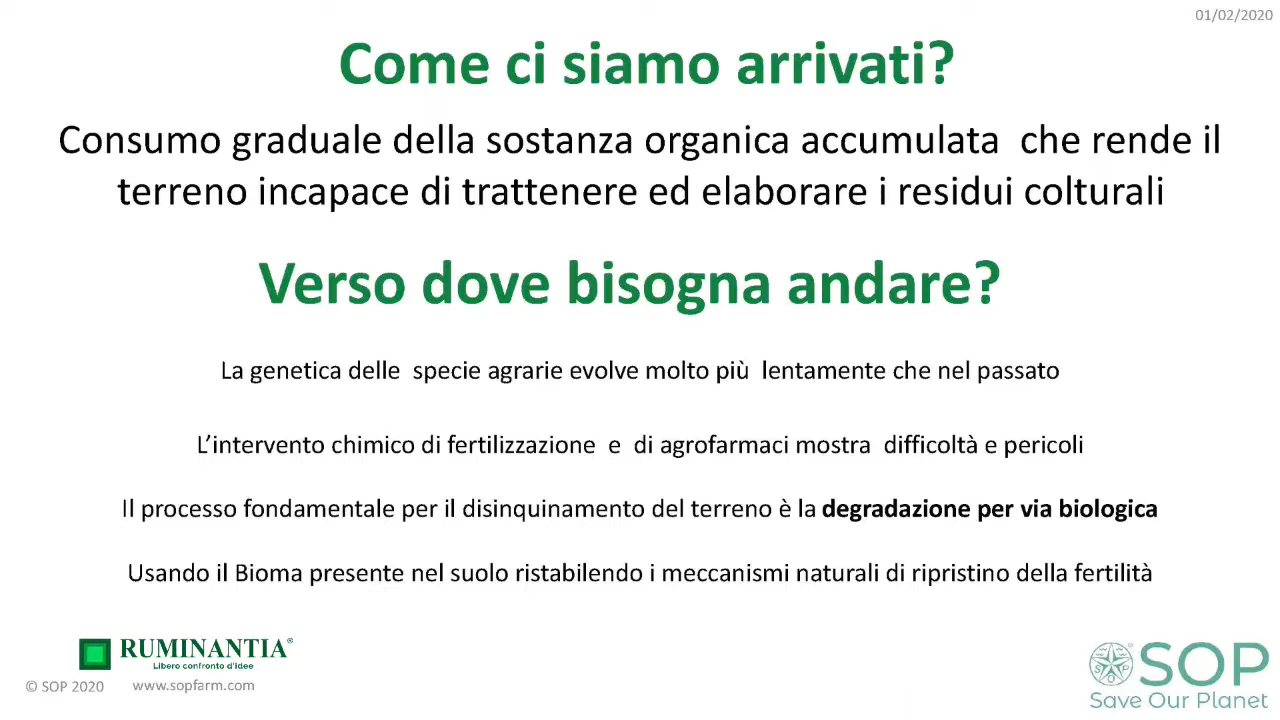 01/02/2020
Come ci siamo arrivati?
Consumo graduale della sostanza organica accumulata che rende il
terreno incapace di trattenere ed elaborare i residui colturali
Verso dove bisogna andare?
La genetica delle specie agrarie evolve molto più lentamente che nel passato
L'intervento chimico di fertilizzazione e di agrofarmaci mostra difficoltà e pericoli
Il processo fondamentale per il disinquinamento del terreno è la degradazione per via biologica
Usando il Bioma presente nel suolo ristabilendo i meccanismi naturali di ripristino della fertilità
RUMINANTIA®
Libero confronto d'idee
© SOP 2020 www.sopfarm.com
SOP
SOP
Save Our Planet